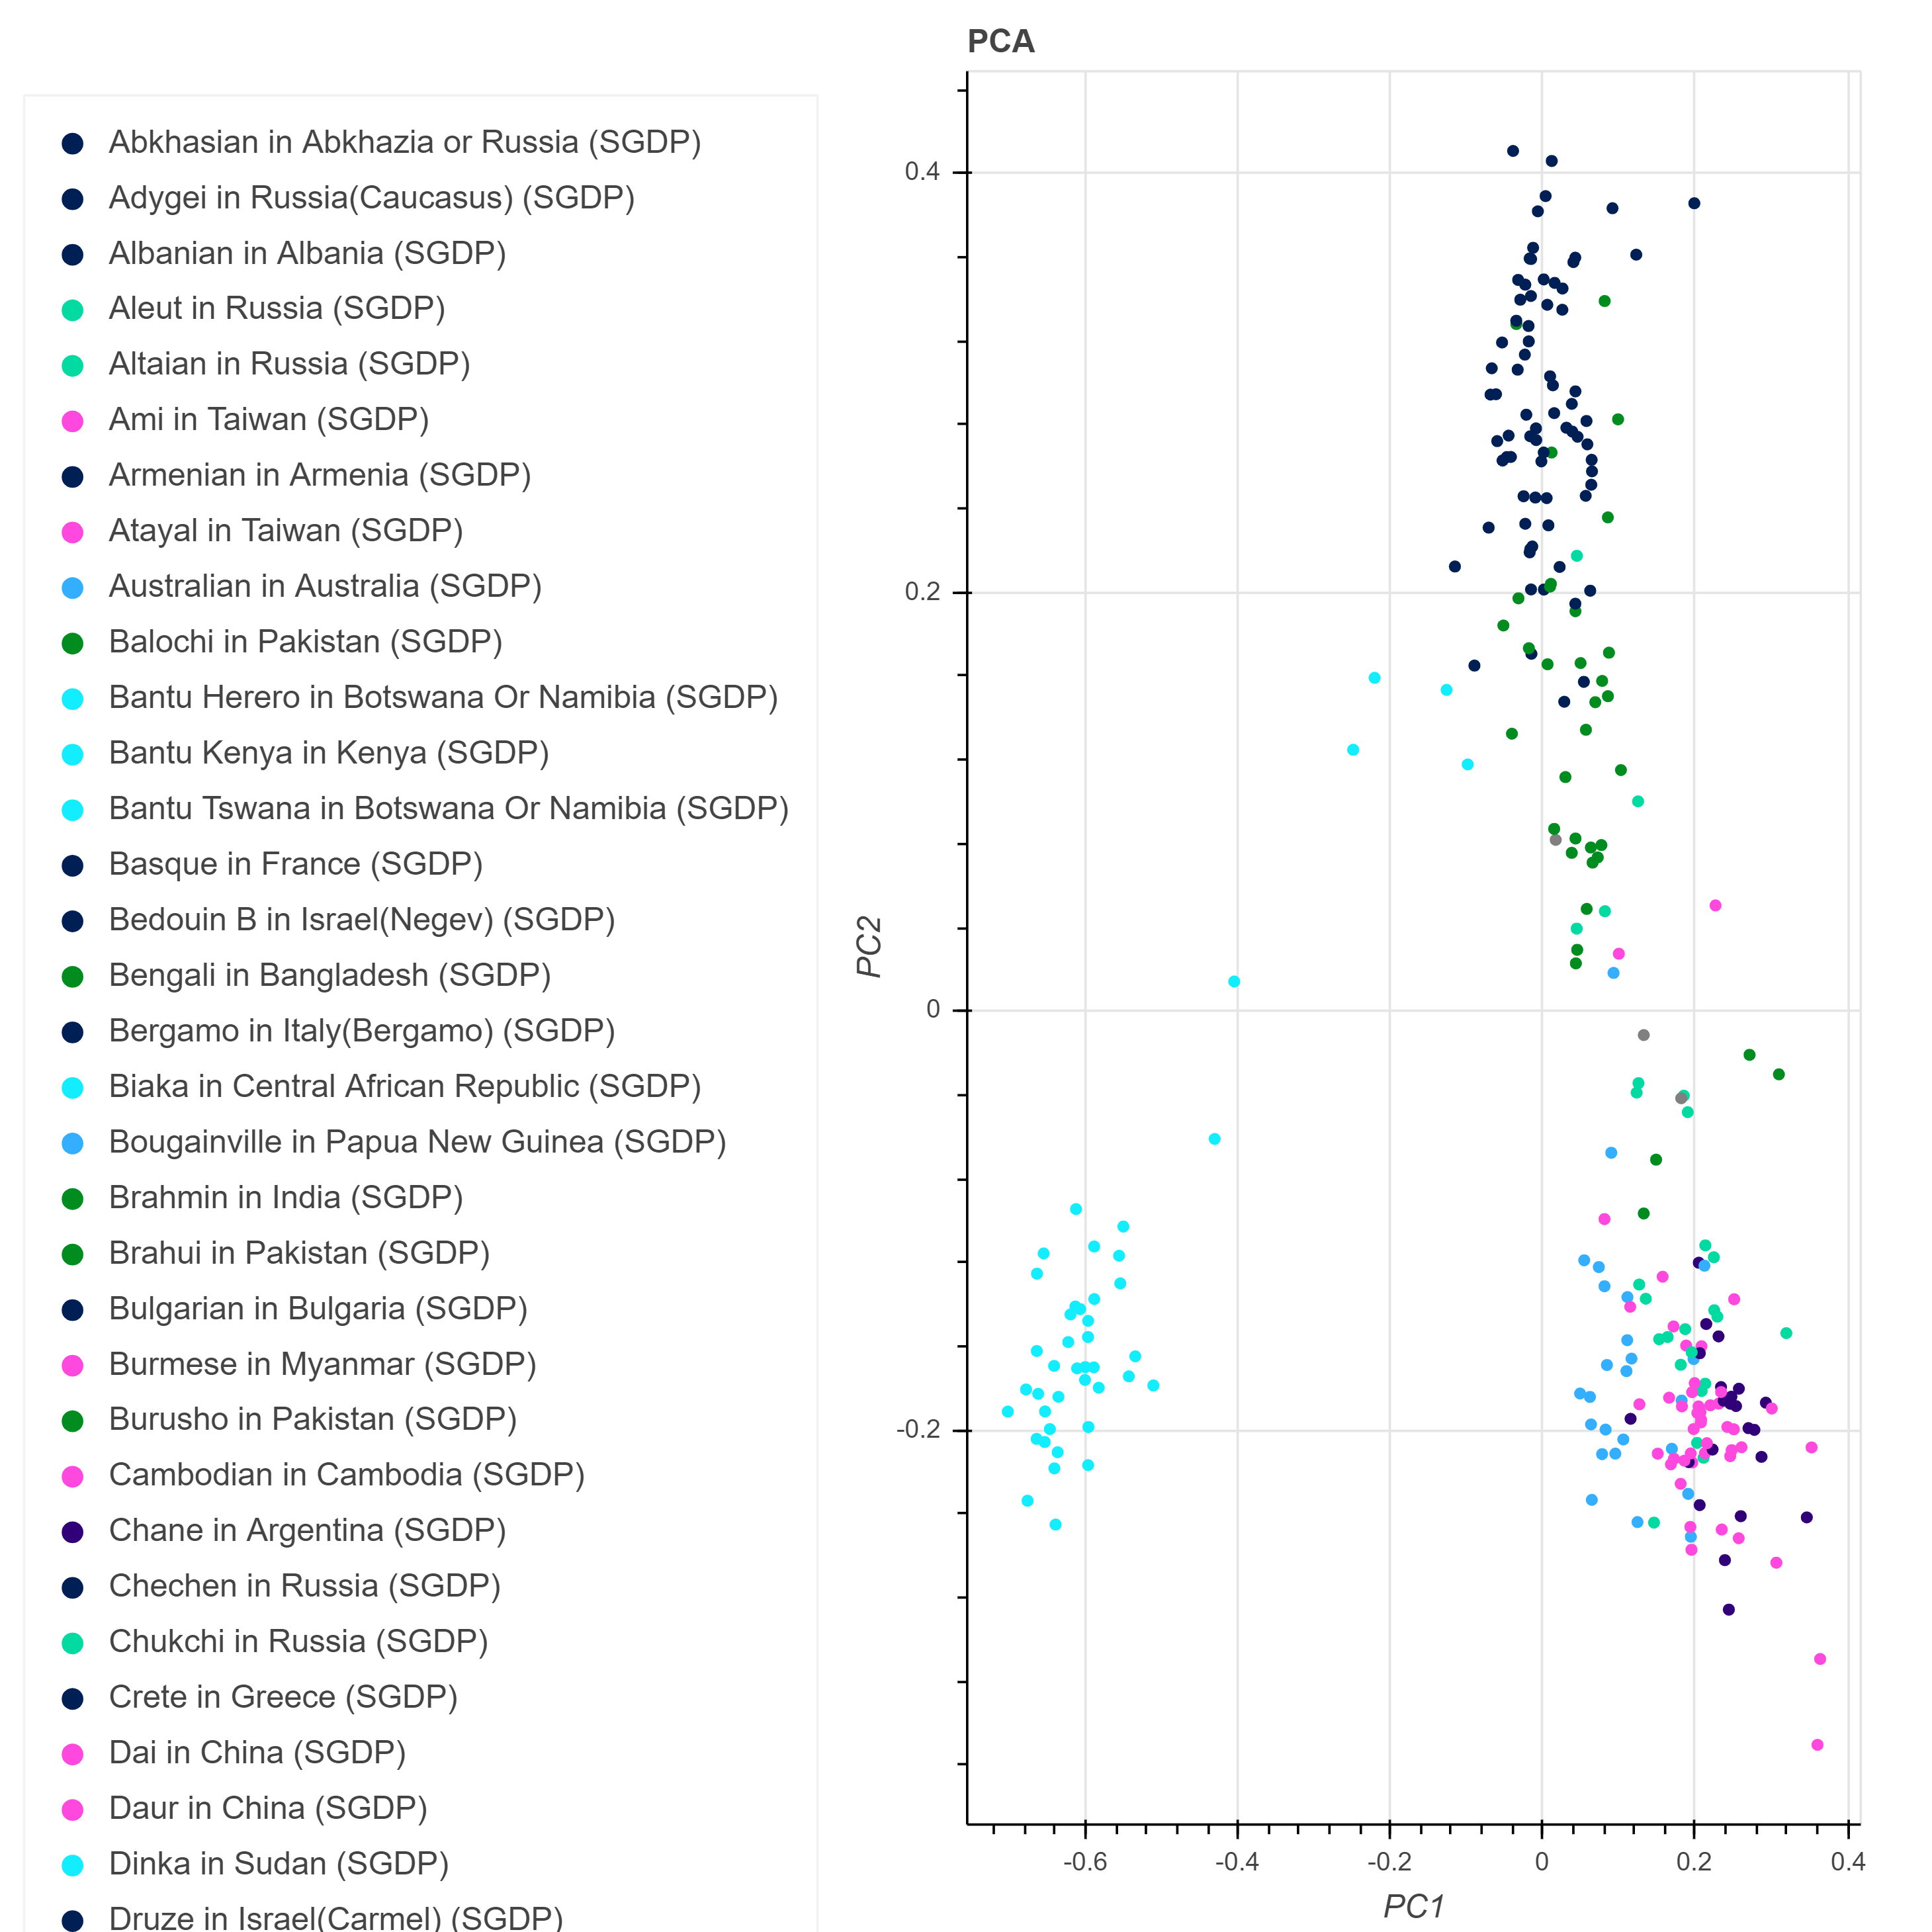 PCA
Abkhasian in Abkhazia or Russia (SGDP)
Adygei in Russia(Caucasus) (SGDP)
Albanian in Albania (SGDP)
Aleut in Russia (SGDP)
Altaian in Russia (SGDP)
Ami in Taiwan (SGDP)
Armenian in Armenia (SGDP)
Atayal in Taiwan (SGDP)
Australian in Australia (SGDP)
Balochi in Pakistan (SGDP)
Bantu Herero in Botswana Or Namibia (SGDP)
Bantu Kenya in Kenya (SGDP)
Bantu Tswana in Botswana Or Namibia (SGDP)
Basque in France (SGDP)
Bedouin B in Israel(Negev) (SGDP)
Bengali in Bangladesh (SGDP)
Bergamo in Italy(Bergamo) (SGDP)
Biaka in Central African Republic (SGDP)
Bougainville in Papua New Guinea (SGDP)
Brahmin in India (SGDP)
Brahui in Pakistan (SGDP)
Bulgarian in Bulgaria (SGDP)
Burmese in Myanmar (SGDP)
Burusho in Pakistan (SGDP)
Cambodian in Cambodia (SGDP)
Chane in Argentina (SGDP)
Chechen in Russia (SGDP)
Chukchi in Russia (SGDP)
Crete in Greece (SGDP)
Dai in China (SGDP)
Daur in China (SGDP)
Dinka in Sudan (SGDP)
Druze in Israel(Carmel) (SGDP)
0.4
0.2
0
-0.2
PC2
-0.6
-0.4
-0.2
0
0.2
0.4
PC1